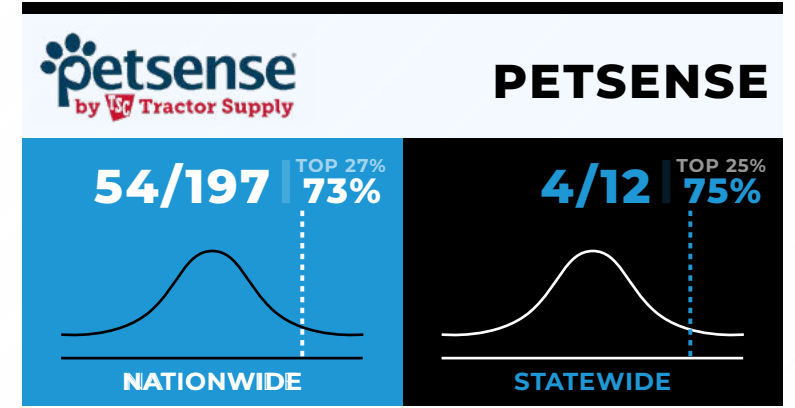 petsense
by TSC Tractor Supply
PETSENSE
54/197
TOP 27%
73%
4/12
TOP 25%
75%
NATIONWIDE
STATEWIDE